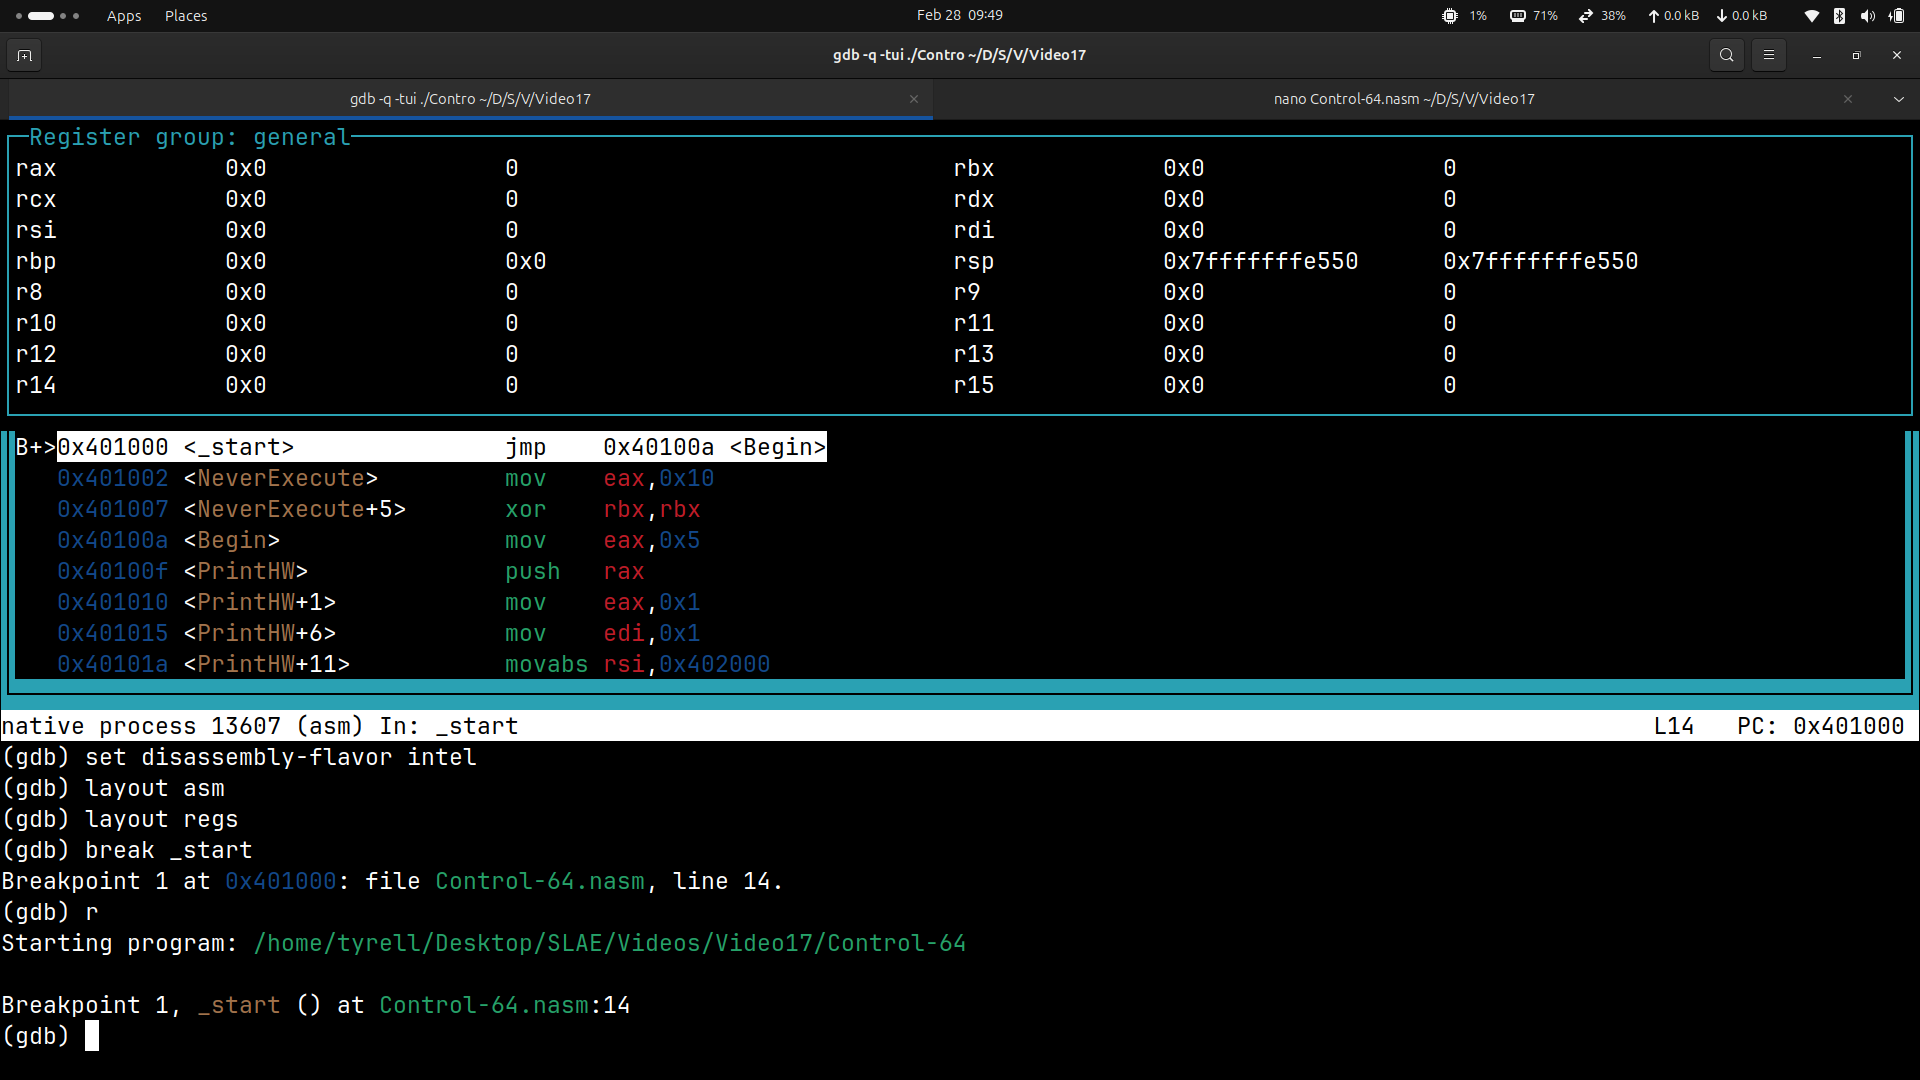 Apps Places Feb 28 09:49 1% 71% 38% 0.0 kB 0.0 kB
gdb -q -tui ./Contro ~/D/S/V/Video17
gdb -q -tui ./Contro ~/D/S/V/Video17 nano Control-64.nasm ~/D/S/V/Video17
Register group: general
rax 0x0 0 rbx 0x0 0
rcx 0x0 0 rdx 0x0 0
rsi 0x0 0 rdi 0x0 0
rbp 0x0 0x0 rsp 0x7fffffffe550 0x7fffffffe550
r8 0x0 0 r9 0x0 0
r10 0x0 0 r11 0x0 0
r12 0x0 0 r13 0x0 0
r14 0x0 0 r15 0x0 0
B+>0x401000 <_start> jmp 0x40100a <Begin>
0x401002 <NeverExecute> mov eax,0x10
0x401007 <NeverExecute+5> xor rbx,rbx
0x40100a <Begin> mov eax,0x5
0x40100f <PrintHW> push rax
0x401010 <PrintHW+1> mov eax,0x1
0x401015 <PrintHW+6> mov edi,0x1
0x40101a <PrintHW+11> movabs rsi,0x402000
native process 13607 (asm) In: _start L14 PC: 0x401000
(gdb) set disassembly-flavor intel
(gdb) layout asm
(gdb) layout regs
(gdb) break _start
Breakpoint 1 at 0x401000: file Control-64.nasm, line 14.
(gdb) r
Starting program: /home/tyrell/Desktop/SLAE/Videos/Video17/Control-64
Breakpoint 1, _start () at Control-64.nasm:14
(gdb)